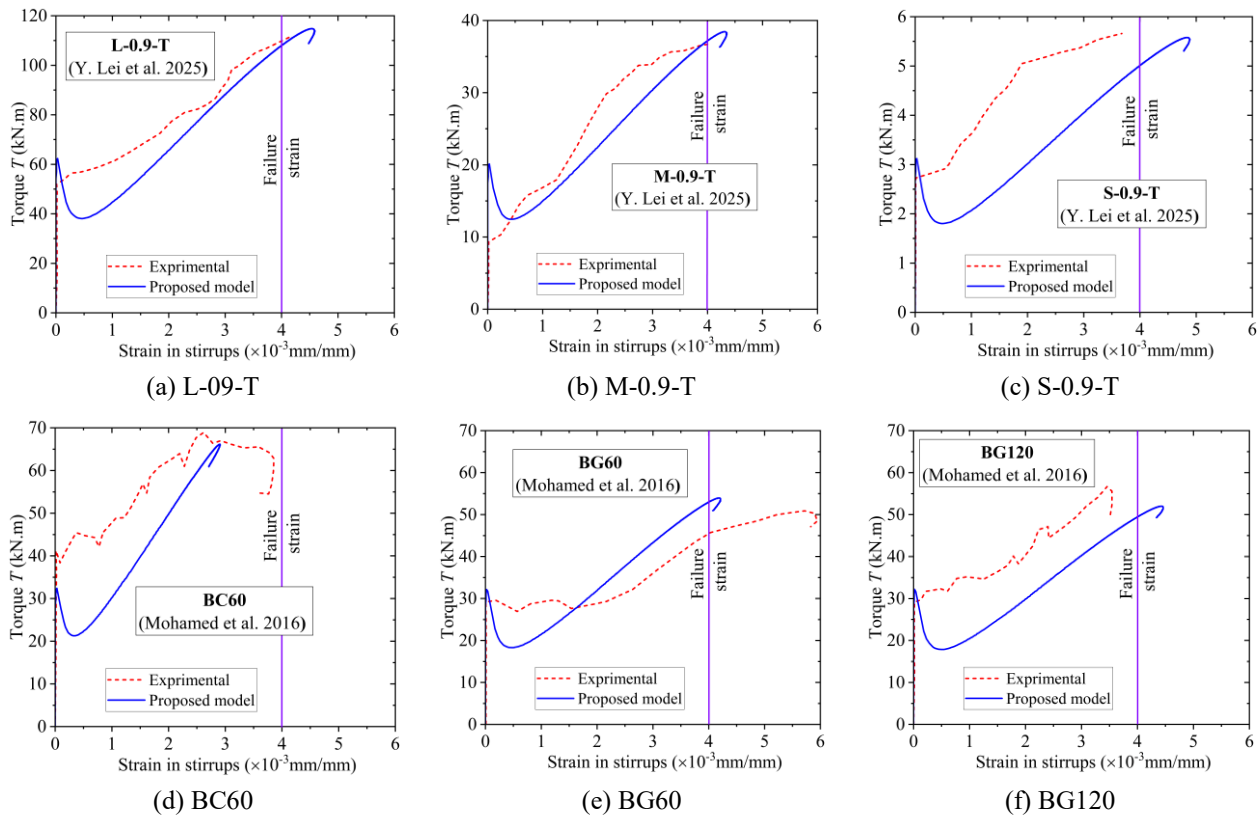 120
100
80
60
40
20
0
Torque T (kN.m)
L-0.9-T
(Y. Lei et al. 2025)
Failure
strain
Exprimental
Proposed model
0 1 2 3 4 5 6
Strain in stirrups (×10-3mm/mm)
(a) L-09-T
40
30
20
10
0
Torque T (kN.m)
Failure
strain
M-0.9-T
(Y. Lei et al. 2025)
Exprimental
Proposed model
0 1 2 3 4 5 6
Strain in stirrups (×10-3mm/mm)
(b) M-0.9-T
6
5
4
3
2
1
0
Torque T (kN.m)
Failure
strain
S-0.9-T
(Y. Lei et al. 2025)
Exprimental
Proposed model
0 1 2 3 4 5 6
Strain in stirrups (×10-3mm/mm)
(c) S-0.9-T
70
60
50
40
30
20
10
0
Torque T (kN.m)
Failure
strain
BC60
(Mohamed et al. 2016)
Exprimental
Proposed model
0 1 2 3 4 5 6
Strain in stirrups (×10-3mm/mm)
(d) BC60
70
60
50
40
30
20
10
0
Torque T (kN.m)
BG60
(Mohamed et al. 2016)
Failure
strain
Exprimental
Proposed model
0 1 2 3 4 5 6
Strain in stirrups (×10-3mm/mm)
(e) BG60
70
60
50
40
30
20
10
0
Torque T (kN.m)
BG120
(Mohamed et al. 2016)
Failure
strain
Exprimental
Proposed model
0 1 2 3 4 5 6
Strain in stirrups (×10-3mm/mm)
(f) BG120